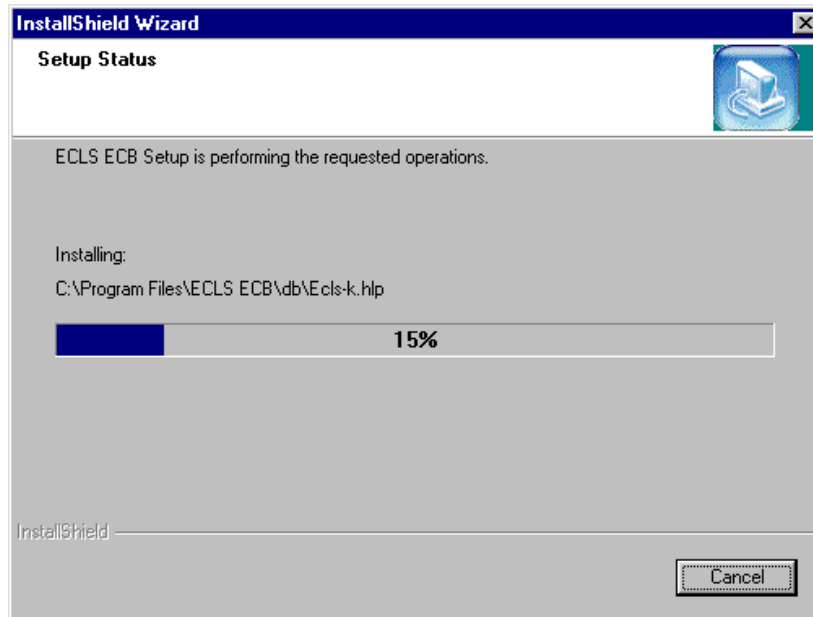 InstallShield Wizard
Setup Status
ECLS ECB Setup is performing the requested operations.
Installing:
C:\Program Files\ECLS ECB\db\Ecls-k.hlp
15%
InstallShield
Cancel